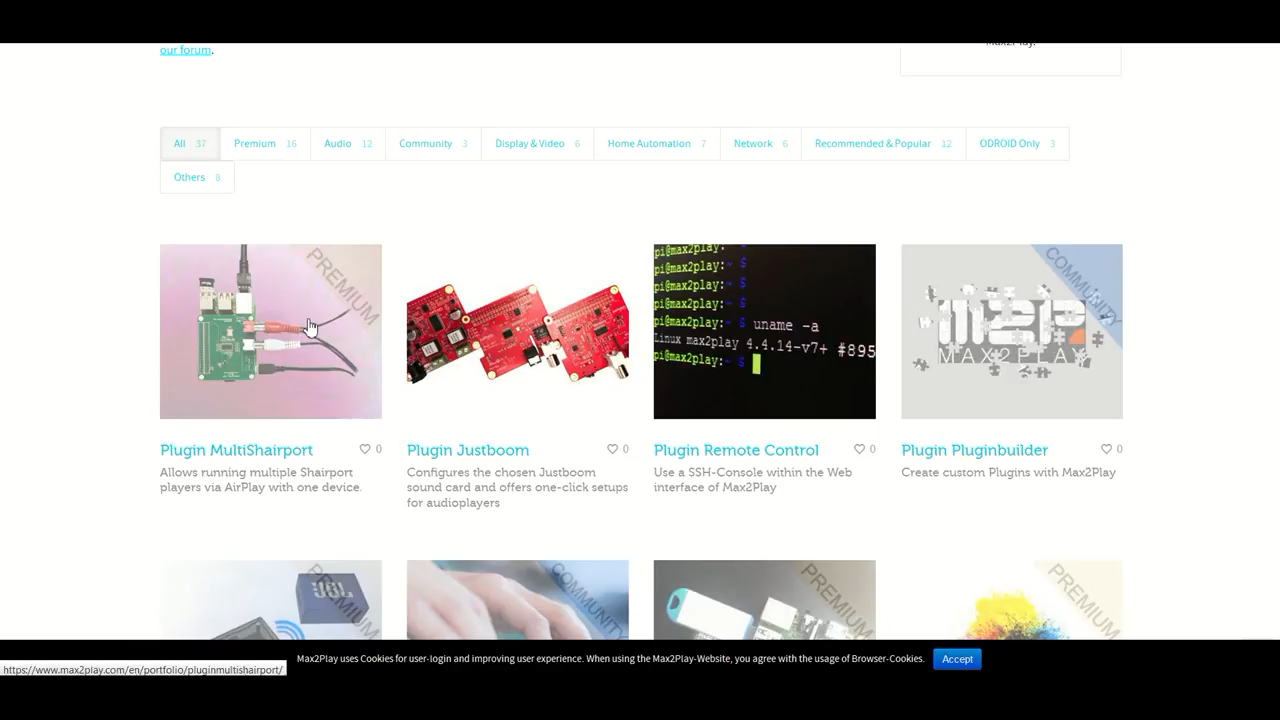 our forum.
Max2Play.
All 37
Premium 16
Audio 12
Community 3
Display & Video 6
Home Automation 7
Network 6
Recommended & Popular 12
ODROID Only 3
Others 8
PREMIUM
pi@max2play:~ $
pi@max2play:~ $
pi@max2play:~ $
pi@max2play:~ $
pi@max2play:~ $ uname -a
Linux max2play 4.4.14-v7+ #895
pi@max2play:~ $
COMMUNITY
M2P
MAX2PLAY
Plugin MultiShairport 0
Allows running multiple Shairport
players via AirPlay with one device.
Plugin Justboom 0
Configures the chosen Justboom
sound card and offers one-click setups
for audioplayers
Plugin Remote Control 0
Use a SSH-Console within the Web
interface of Max2Play
Plugin Pluginbuilder 0
Create custom Plugins with Max2Play
JBL
PREMIUM
COMMUNITY
PREMIUM
PREMIUM
Max2Play uses Cookies for user-login and improving user experience. When using the Max2Play-Website, you agree with the usage of Browser-Cookies.
Accept
https://www.max2play.com/en/portfolio/pluginmultishairport/